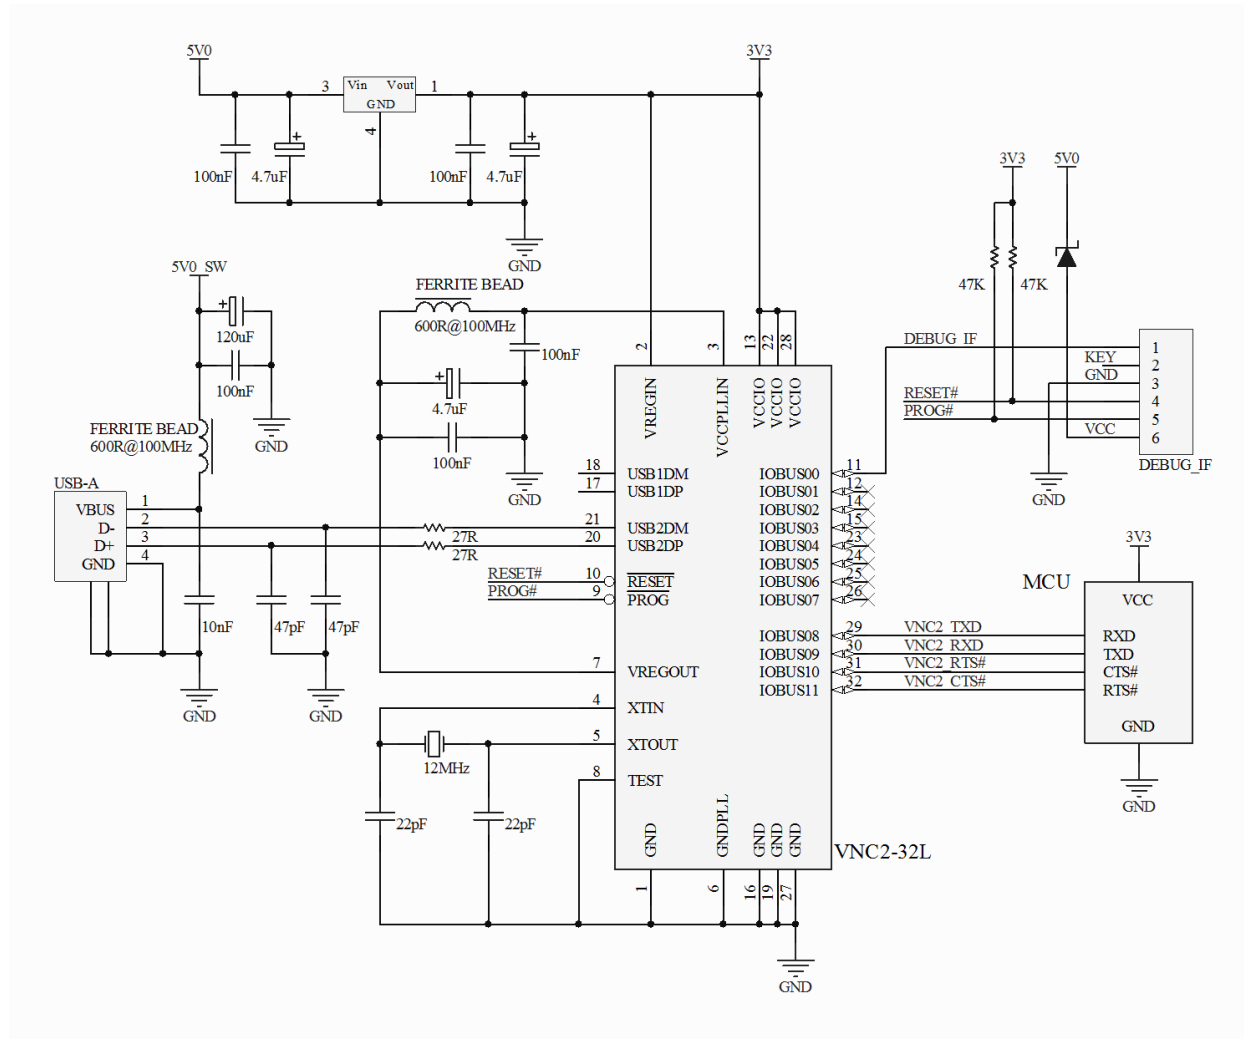 5V0
3V3
3
Vin
Vout
GND
1
4
100nF
4.7uF
100nF
4.7uF
GND
3V3
5V0
47K
47K
5V0_SW
120uF
100nF
GND
FERRITE BEAD
600R@100MHz
FERRITE BEAD
600R@100MHz
100nF
4.7uF
100nF
GND
USB-A
VBUS
D-
D+
GND
1
2
3
4
27R
27R
10nF
47pF
47pF
GND
GND
RESET#
PROG#
2
3
13
22
28
VREGIN
VCCPLLIN
VCCIO
VCCIO
VCCIO
18
USB1DM
17
USB1DP
21
USB2DM
20
USB2DP
10
RESET
9
PROG
7
VREGOUT
4
XTIN
5
XTOUT
8
TEST
12MHz
22pF
22pF
IOBUS00
11
IOBUS01
12
IOBUS02
14
IOBUS03
15
IOBUS04
23
IOBUS05
24
IOBUS06
25
IOBUS07
26
IOBUS08
29
IOBUS09
30
IOBUS10
31
IOBUS11
32
GND
GNDPLL
GND
GND
GND
1
6
16
19
27
VNC2-32L
GND
DEBUG_IF
KEY
GND
RESET#
PROG#
VCC
1
2
3
4
5
6
DEBUG_IF
GND
VNC2_TXD
VNC2_RXD
VNC2_RTS#
VNC2_CTS#
3V3
MCU
VCC
RXD
TXD
CTS#
RTS#
GND
GND